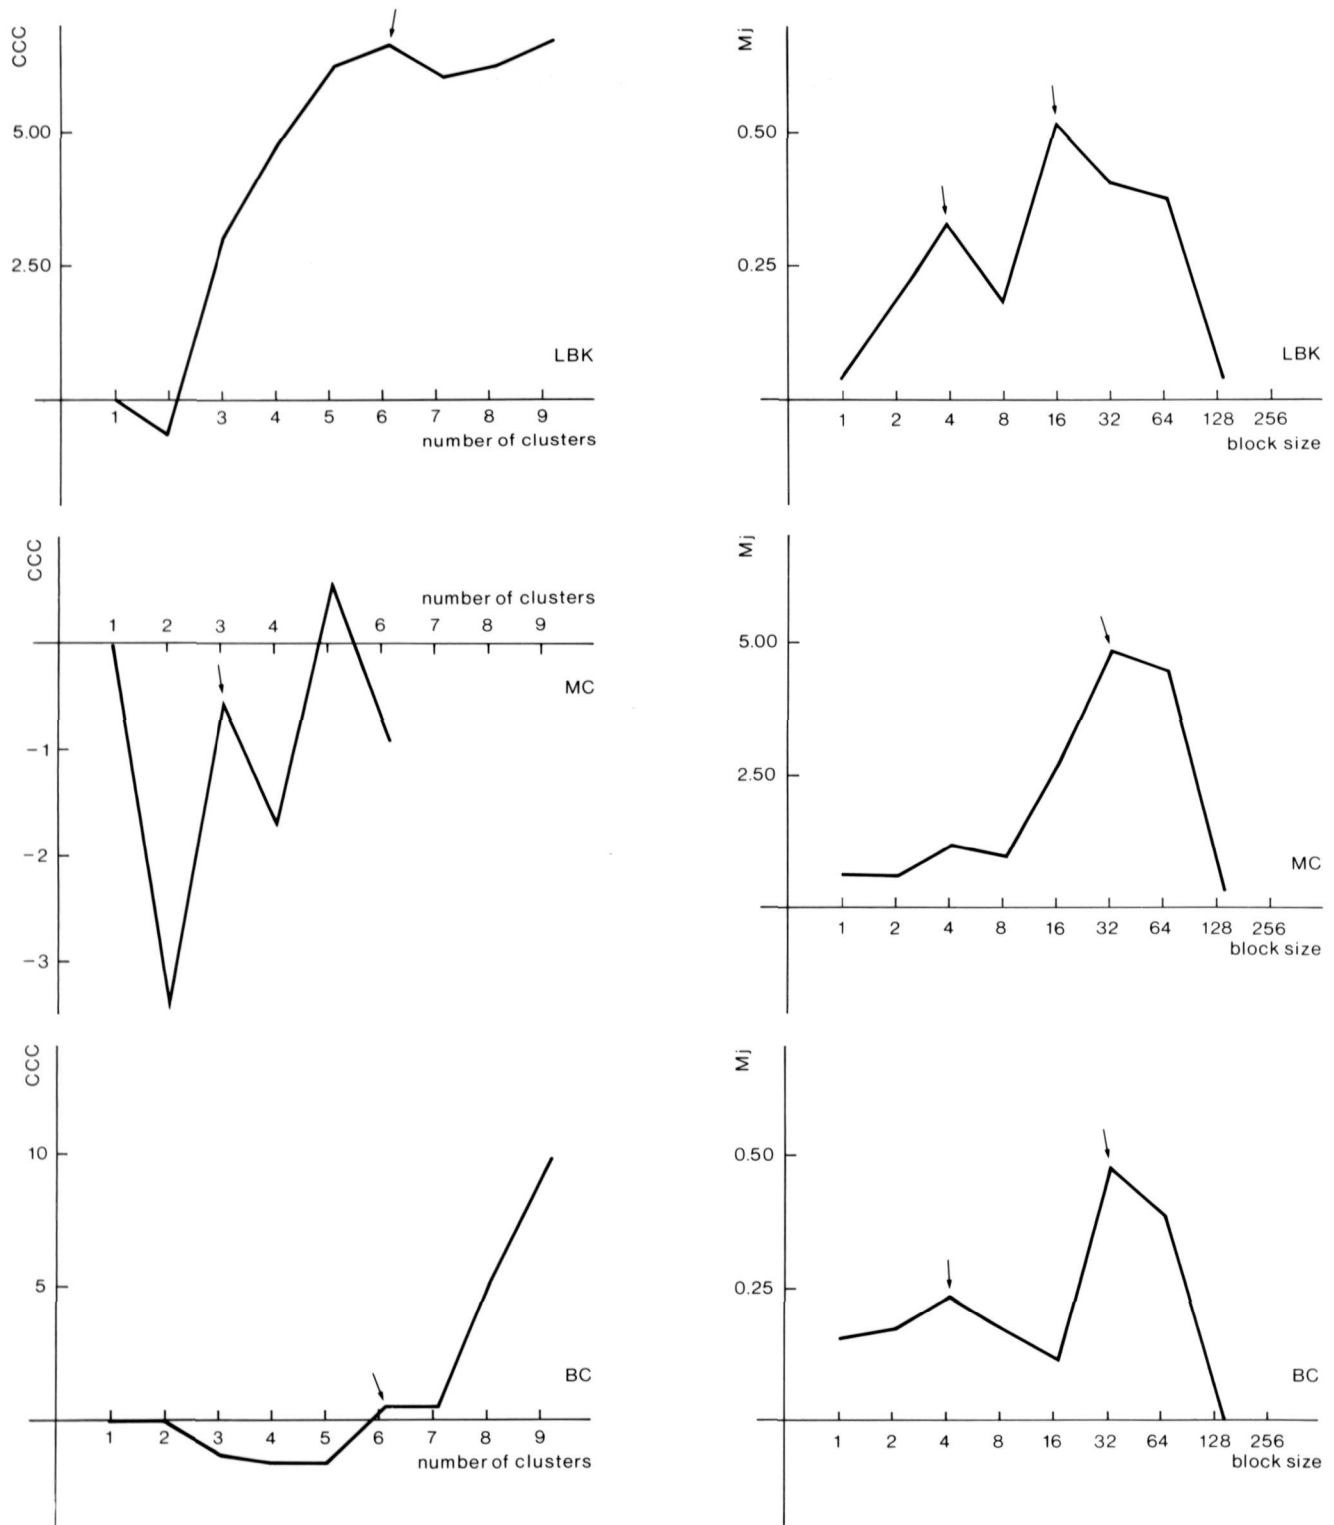 CCC
5.00
2.50
LBK
1 3 4 5 6 7 8 9
number of clusters
Mj
0.50
0.25
LBK
1 2 4 8 16 32 64 128 256
block size
CCC
number of clusters
1 2 3 4 6 7 8 9
MC
−1
−2
−3
Mj
5.00
2.50
MC
1 2 4 8 16 32 64 128 256
block size
CCC
10
5
BC
1 2 3 4 5 6 7 8 9
number of clusters
Mj
0.50
0.25
BC
1 2 4 8 16 32 64 128 256
block size